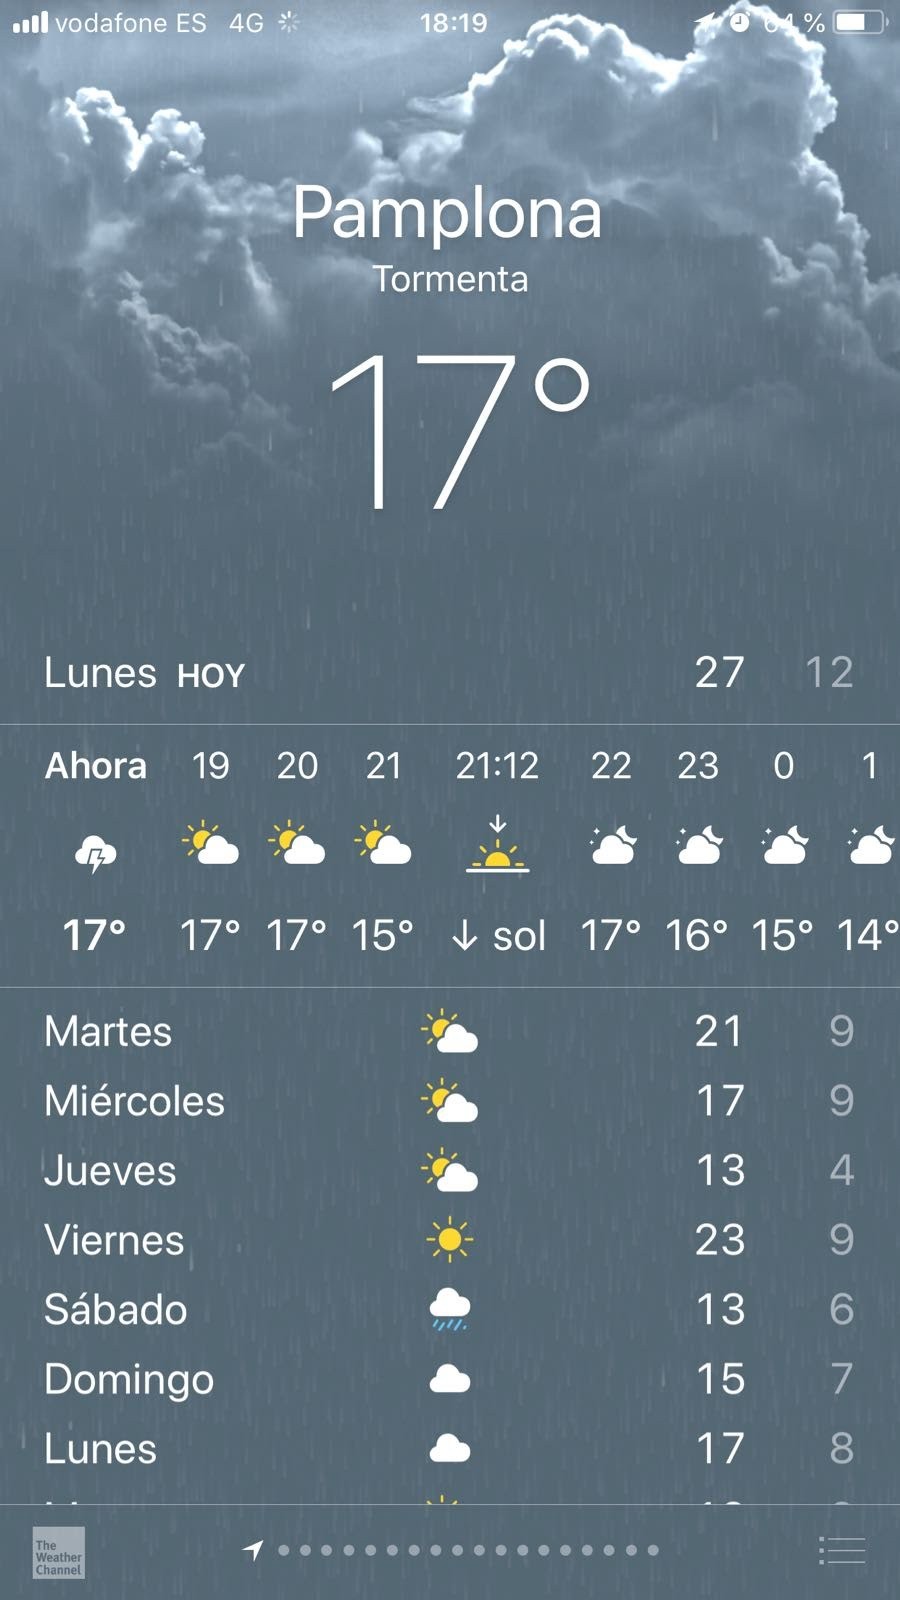 vodafone ES 4G 18:19 64 %
Pamplona
Tormenta
17°
Lunes HOY 27 12
Ahora 19 20 21 21:12 22 23 0 1
17° 17° 17° 15° ↓ sol 17° 16° 15° 14°
Martes 21 9
Miércoles 17 9
Jueves 13 4
Viernes 23 9
Sábado 13 6
Domingo 15 7
Lunes 17 8
The
Weather
Channel